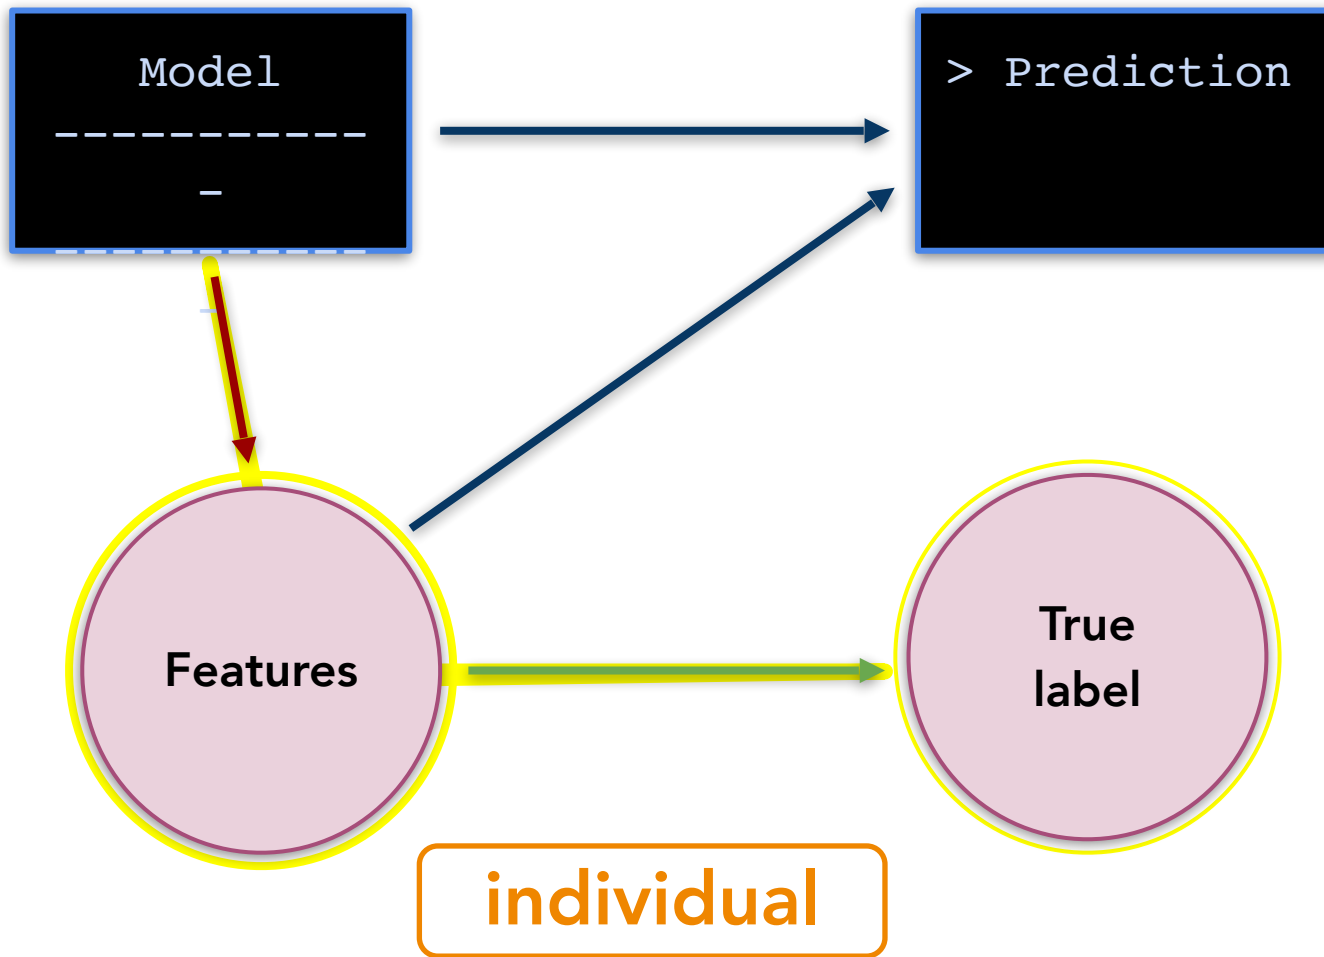 Model
-----------
-
-----------
-
> Prediction
Features
True
label
individual